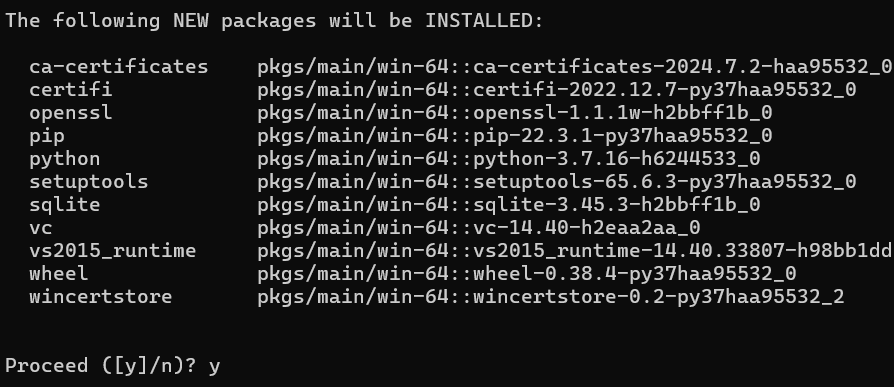 The following NEW packages will be INSTALLED:
ca-certificates pkgs/main/win-64::ca-certificates-2024.7.2-haa95532_0
certifi pkgs/main/win-64::certifi-2022.12.7-py37haa95532_0
openssl pkgs/main/win-64::openssl-1.1.1w-h2bbff1b_0
pip pkgs/main/win-64::pip-22.3.1-py37haa95532_0
python pkgs/main/win-64::python-3.7.16-h6244533_0
setuptools pkgs/main/win-64::setuptools-65.6.3-py37haa95532_0
sqlite pkgs/main/win-64::sqlite-3.45.3-h2bbff1b_0
vc pkgs/main/win-64::vc-14.40-h2eaa2aa_0
vs2015_runtime pkgs/main/win-64::vs2015_runtime-14.40.33807-h98bb1dd
wheel pkgs/main/win-64::wheel-0.38.4-py37haa95532_0
wincertstore pkgs/main/win-64::wincertstore-0.2-py37haa95532_2
Proceed ([y]/n)? y